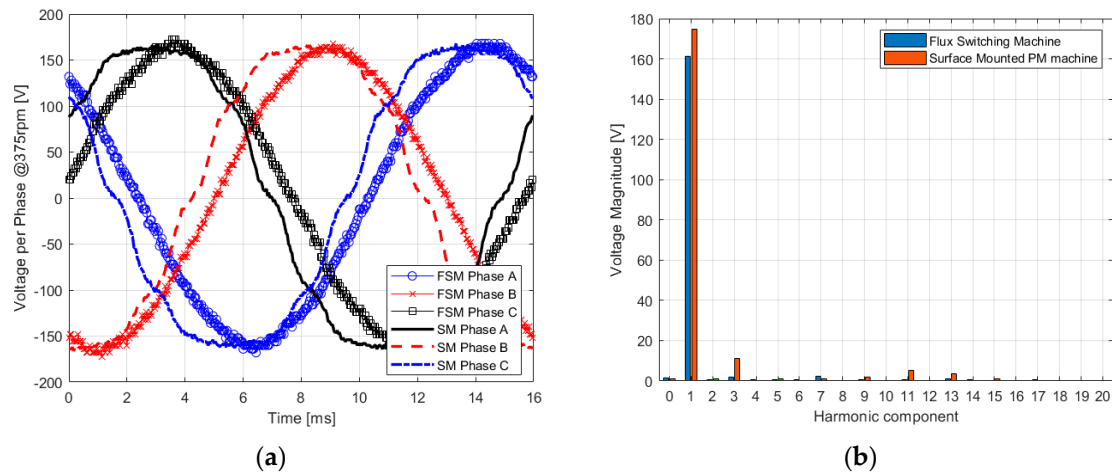 (a)
Voltage per Phase @375rpm [V]
200
150
100
50
0
-50
-100
-150
-200
FSM Phase A
FSM Phase B
FSM Phase C
SM Phase A
SM Phase B
SM Phase C
0 2 4 6 8 10 12 14 16
Time [ms]
(a)
(b)
Voltage Magnitude [V]
180
160
140
120
100
80
60
40
20
0
Flux Switching Machine
Surface Mounted PM machine
0 1 2 3 4 5 6 7 8 9 10 11 12 13 14 15 16 17 18 19 20
Harmonic component
(b)